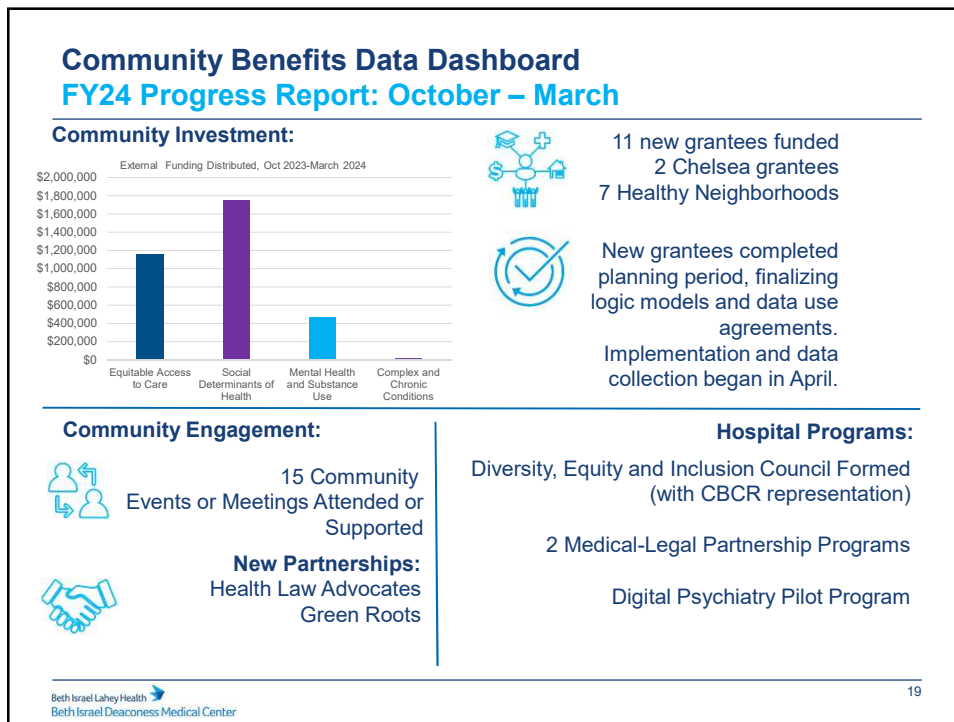 Community Benefits Data Dashboard
FY24 Progress Report: October – March
Community Investment:
External Funding Distributed, Oct 2023-March 2024
$2,000,000
$1,800,000
$1,600,000
$1,400,000
$1,200,000
$1,000,000
$800,000
$600,000
$400,000
$200,000
$0
Equitable Access
to Care
Social
Determinants of
Health
Mental Health
and Substance
Use
Complex and
Chronic
Conditions
$
11 new grantees funded
2 Chelsea grantees
7 Healthy Neighborhoods
New grantees completed
planning period, finalizing
logic models and data use
agreements.
Implementation and data
collection began in April.
Community Engagement:
15 Community
Events or Meetings Attended or
Supported
New Partnerships:
Health Law Advocates
Green Roots
Hospital Programs:
Diversity, Equity and Inclusion Council Formed
(with CBCR representation)
2 Medical-Legal Partnership Programs
Digital Psychiatry Pilot Program
Beth Israel Lahey Health
Beth Israel Deaconess Medical Center
19